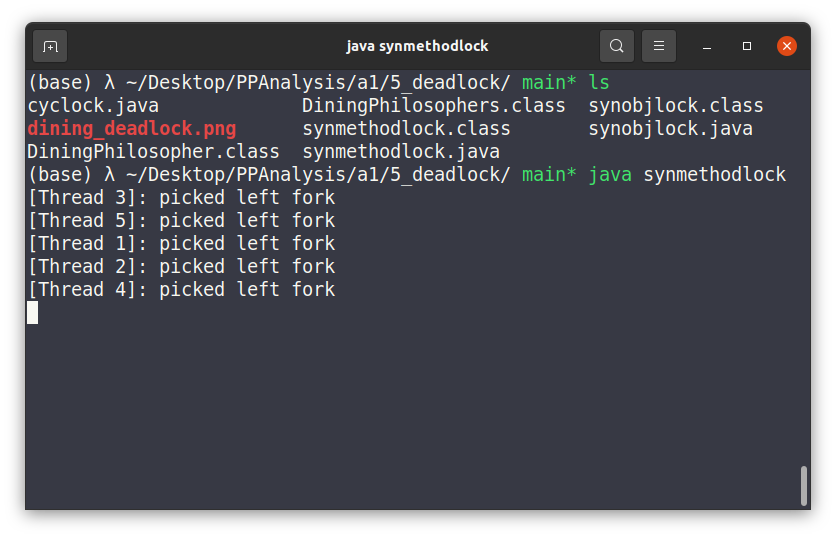 java synmethodlock
(base) λ ~/Desktop/PPAnalysis/a1/5_deadlock/ main* ls
cyclock.java DiningPhilosophers.class synobjlock.class
dining_deadlock.png synmethodlock.class synobjlock.java
DiningPhilosopher.class synmethodlock.java
(base) λ ~/Desktop/PPAnalysis/a1/5_deadlock/ main* java synmethodlock
[Thread 3]: picked left fork
[Thread 5]: picked left fork
[Thread 1]: picked left fork
[Thread 2]: picked left fork
[Thread 4]: picked left fork